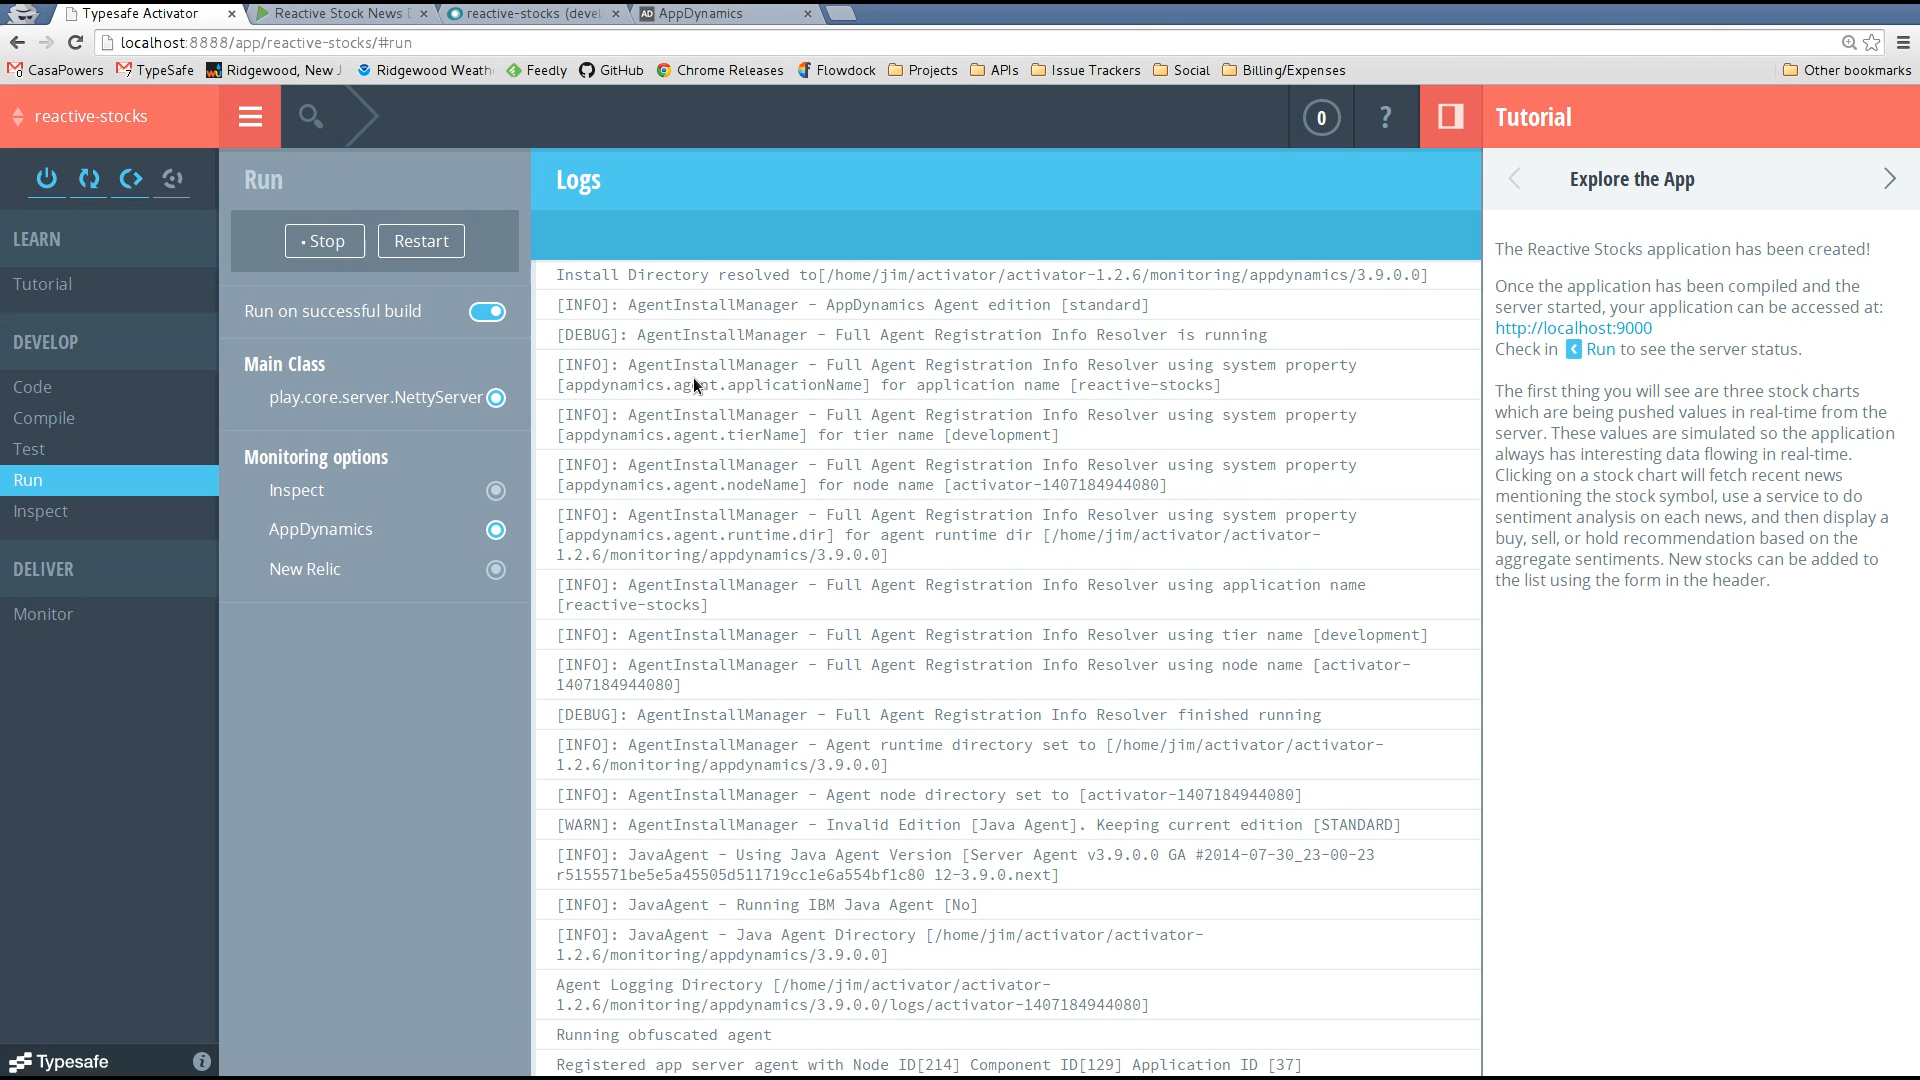 Typesafe Activator
Reactive Stock News D
reactive-stocks (devel
AppDynamics
localhost:8888/app/reactive-stocks/#run
CasaPowers
TypeSafe
Ridgewood, New J
Ridgewood Weath
Feedly
GitHub
Chrome Releases
Flowdock
Projects
APIs
Issue Trackers
Social
Billing/Expenses
Other bookmarks
reactive-stocks
0
?
Tutorial
LEARN
Tutorial
DEVELOP
Code
Compile
Test
Run
Inspect
DELIVER
Monitor
Typesafe
Run
Stop
Restart
Run on successful build
Main Class
play.core.server.NettyServer
Monitoring options
Inspect
AppDynamics
New Relic
Logs
Install Directory resolved to[/home/jim/activator/activator-1.2.6/monitoring/appdynamics/3.9.0.0]
[INFO]: AgentInstallManager - AppDynamics Agent edition [standard]
[DEBUG]: AgentInstallManager - Full Agent Registration Info Resolver is running
[INFO]: AgentInstallManager - Full Agent Registration Info Resolver using system property
[appdynamics.agent.applicationName] for application name [reactive-stocks]
[INFO]: AgentInstallManager - Full Agent Registration Info Resolver using system property
[appdynamics.agent.tierName] for tier name [development]
[INFO]: AgentInstallManager - Full Agent Registration Info Resolver using system property
[appdynamics.agent.nodeName] for node name [activator-1407184944080]
[INFO]: AgentInstallManager - Full Agent Registration Info Resolver using system property
[appdynamics.agent.runtime.dir] for agent runtime dir [/home/jim/activator/activator-
1.2.6/monitoring/appdynamics/3.9.0.0]
[INFO]: AgentInstallManager - Full Agent Registration Info Resolver using application name
[reactive-stocks]
[INFO]: AgentInstallManager - Full Agent Registration Info Resolver using tier name [development]
[INFO]: AgentInstallManager - Full Agent Registration Info Resolver using node name [activator-
1407184944080]
[DEBUG]: AgentInstallManager - Full Agent Registration Info Resolver finished running
[INFO]: AgentInstallManager - Agent runtime directory set to [/home/jim/activator/activator-
1.2.6/monitoring/appdynamics/3.9.0.0]
[INFO]: AgentInstallManager - Agent node directory set to [activator-1407184944080]
[WARN]: AgentInstallManager - Invalid Edition [Java Agent]. Keeping current edition [STANDARD]
[INFO]: JavaAgent - Using Java Agent Version [Server Agent v3.9.0.0 GA #2014-07-30_23-00-23
r5155571be5e5a45505d511719cc1e6a554bf1c80 12-3.9.0.next]
[INFO]: JavaAgent - Running IBM Java Agent [No]
[INFO]: JavaAgent - Java Agent Directory [/home/jim/activator/activator-
1.2.6/monitoring/appdynamics/3.9.0.0]
Agent Logging Directory [/home/jim/activator/activator-
1.2.6/monitoring/appdynamics/3.9.0.0/logs/activator-1407184944080]
Running obfuscated agent
Registered app server agent with Node ID[214] Component ID[129] Application ID [37]
Explore the App
The Reactive Stocks application has been created!
Once the application has been compiled and the
server started, your application can be accessed at:
http://localhost:9000
Check in Run to see the server status.
The first thing you will see are three stock charts
which are being pushed values in real-time from the
server. These values are simulated so the application
always has interesting data flowing in real-time.
Clicking on a stock chart will fetch recent news
mentioning the stock symbol, use a service to do
sentiment analysis on each news, and then display a
buy, sell, or hold recommendation based on the
aggregate sentiments. New stocks can be added to
the list using the form in the header.